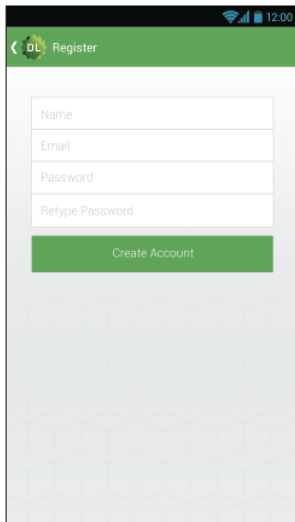 12:00
DL Register
Name
Email
Password
Retype Password
Create Account